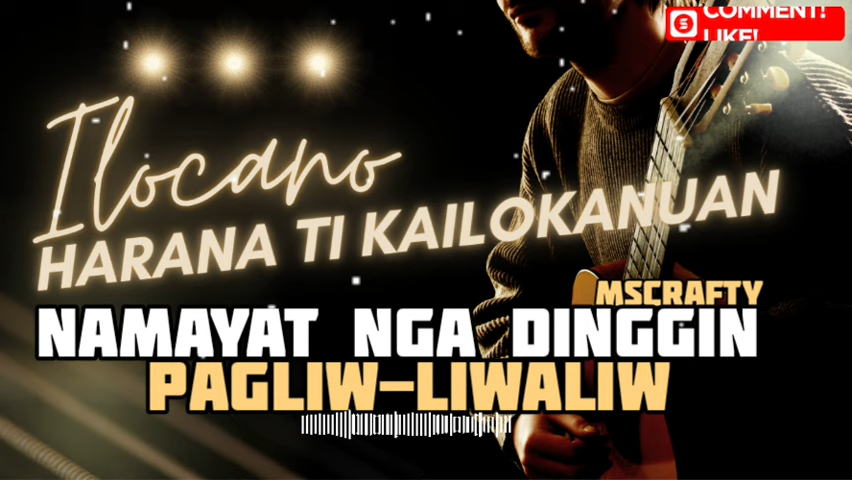 COMMENT!
LIKE!
Ilocano
HARANA TI KAILOKANUAN
MSCRAFTY
NAMAYAT NGA DINGGIN
PAGLIW-LIWALIW